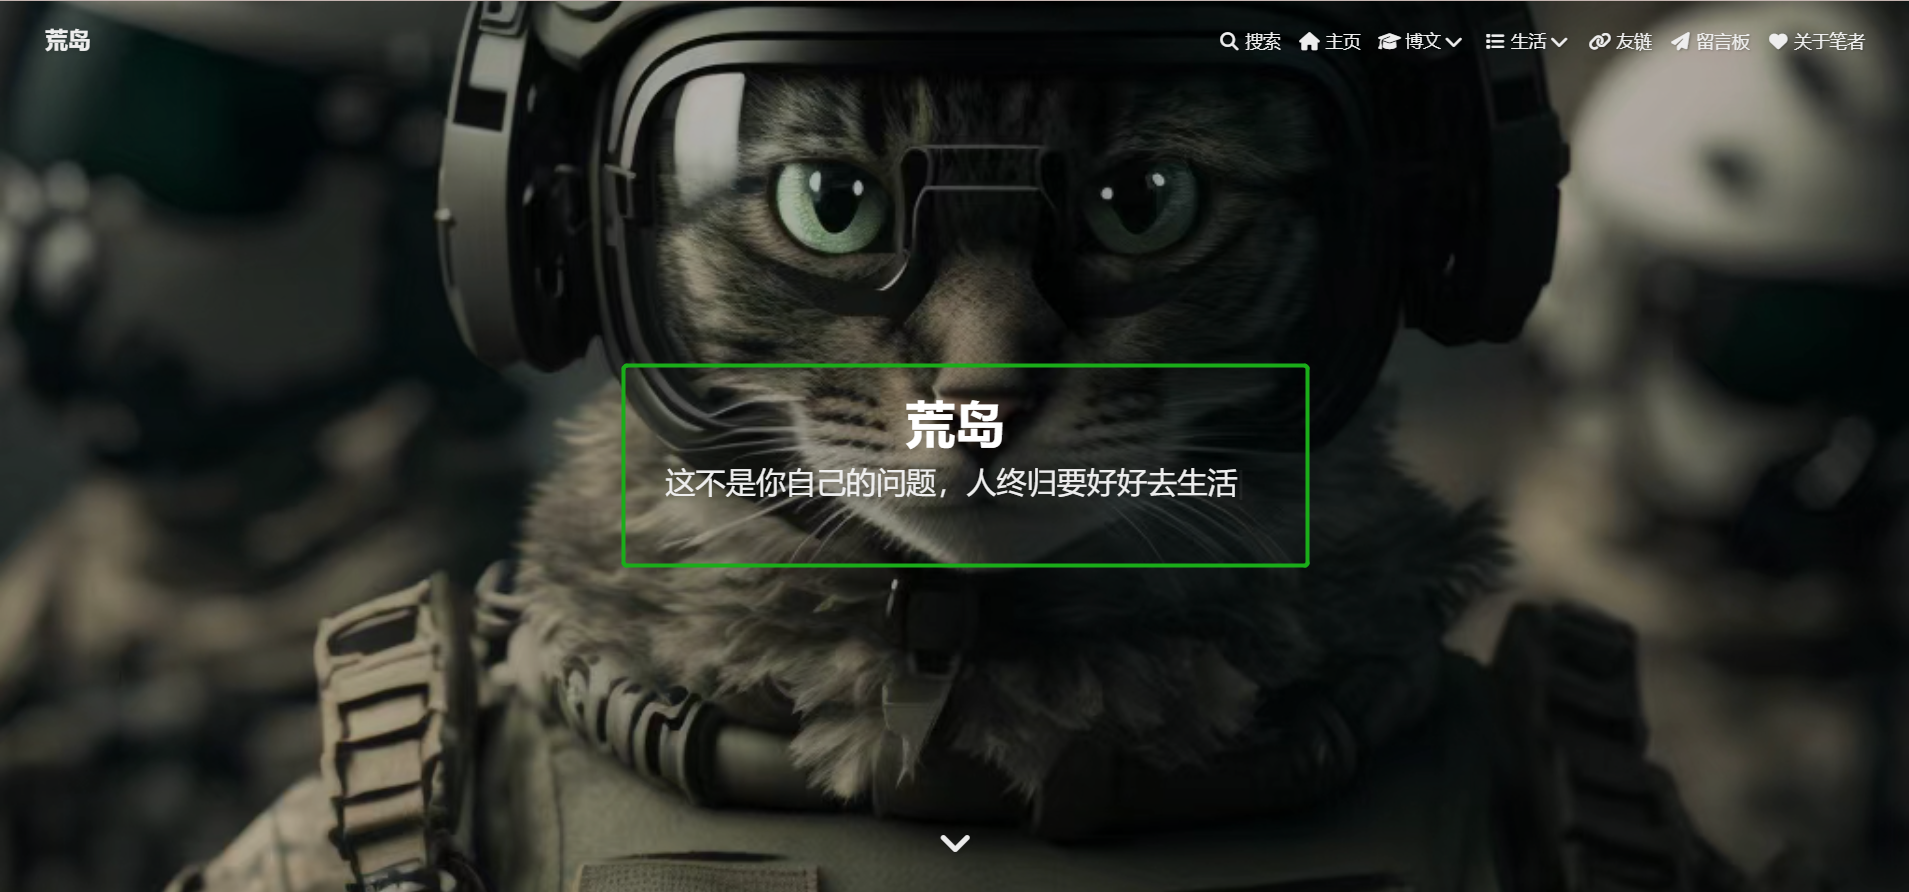 荒岛
搜索 主页 博文 生活 友链 留言板 关于笔者
荒岛
这不是你自己的问题，人终归要好好去生活